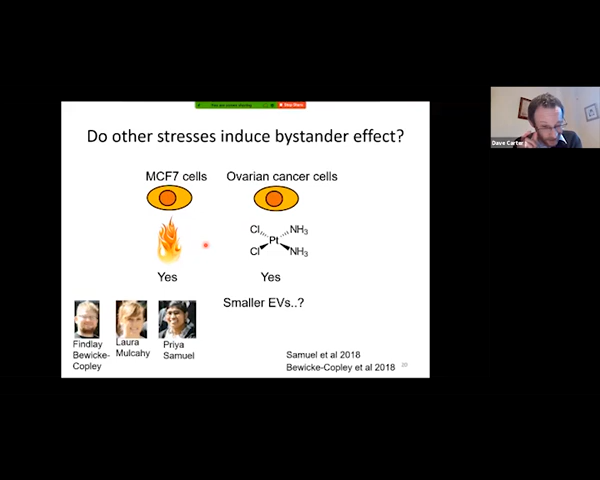 Do other stresses induce bystander effect?
MCF7 cells
Ovarian cancer cells
Cl
NH3
Pt
Cl
NH3
Yes
Yes
Smaller EVs..?
Findlay
Bewicke-
Copley
Laura
Mulcahy
Priya
Samuel
Samuel et al 2018
Bewicke-Copley et al 2018
20
Dave Carter